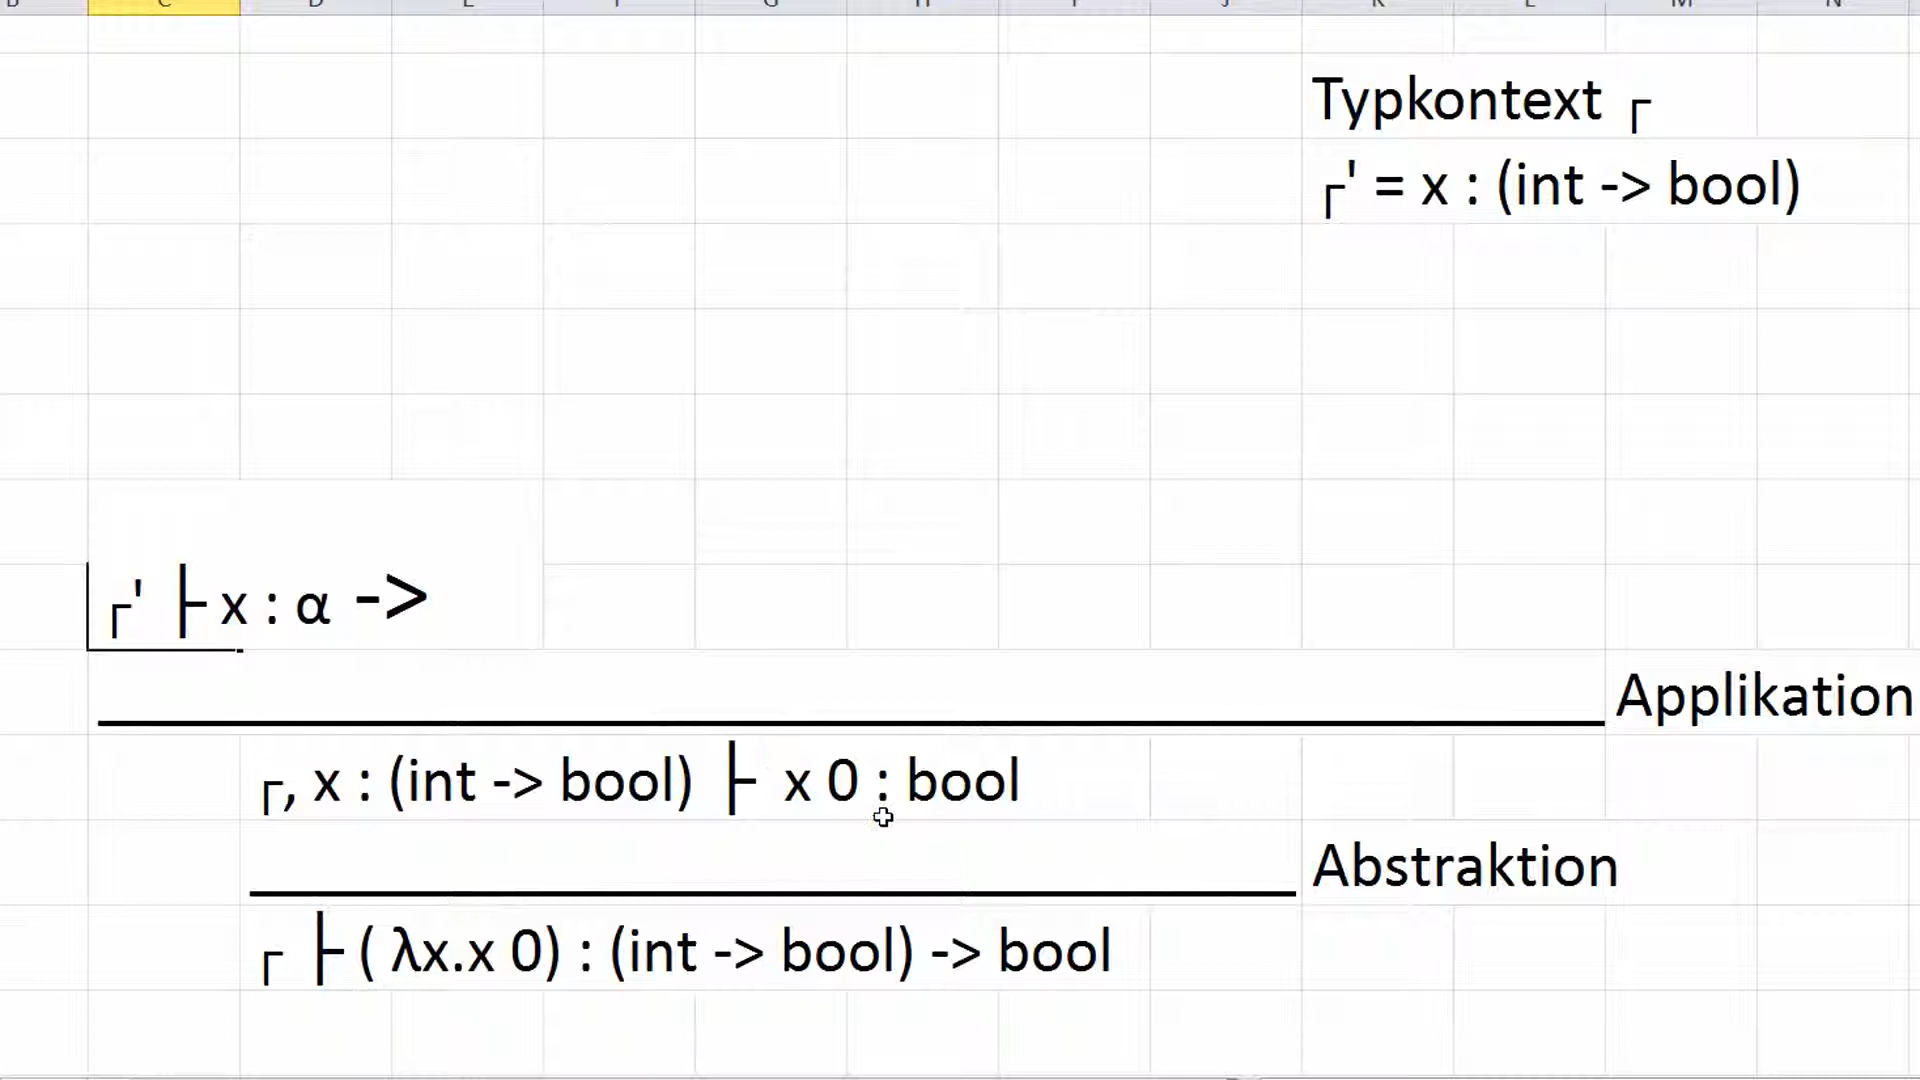 C D E F G H I J K L M N
Typkontext ┌
┌' = x : (int -> bool)
┌' ├ x : α ->
Applikation
┌, x : (int -> bool) ├ x 0 : bool
Abstraktion
┌ ├ ( λx.x 0) : (int -> bool) -> bool